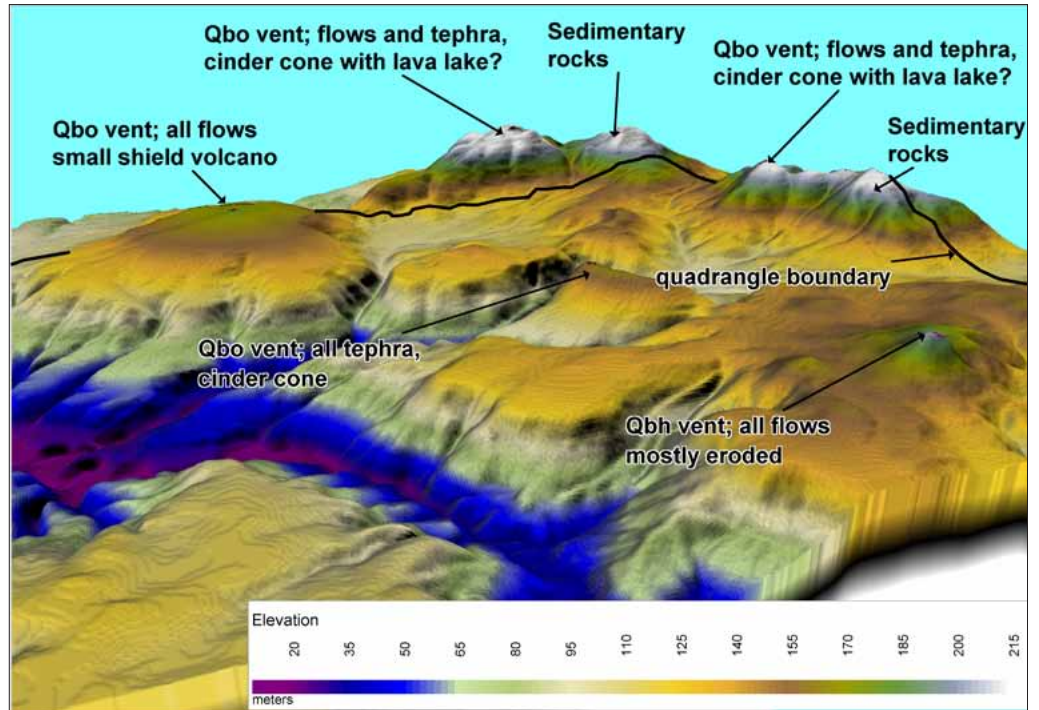 Qbo vent; flows and tephra,
cinder cone with lava lake?
Sedimentary
rocks
Qbo vent; flows and tephra,
cinder cone with lava lake?
Qbo vent; all flows
small shield volcano
Sedimentary
rocks
quadrangle boundary
Qbo vent; all tephra,
cinder cone
Qbh vent; all flows
mostly eroded
Elevation
20 35 50 65 80 95 110 125 140 155 170 185 200 215
meters